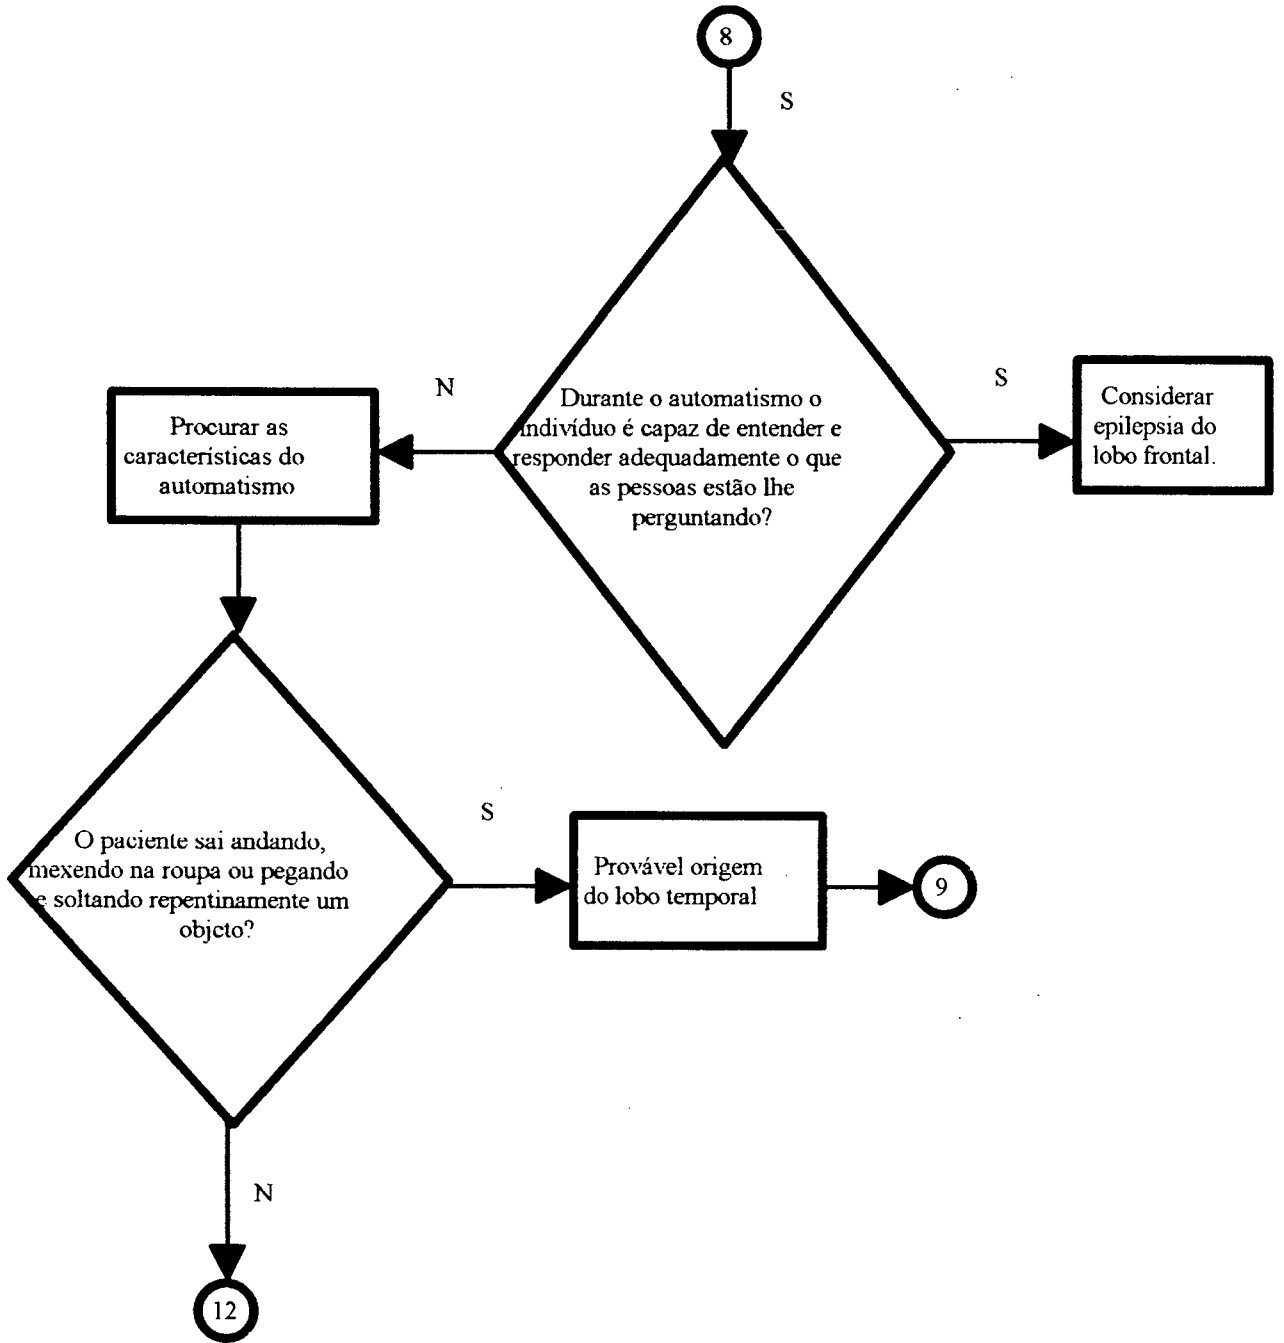 8
S
Durante o automatismo o
indivíduo é capaz de entender e
responder adequadamente o que
as pessoas estão lhe
perguntando?
S
Considerar
epilepsia do
lobo frontal.
N
Procurar as
características do
automatismo
O paciente sai andando,
mexendo na roupa ou pegando
e soltando repentinamente um
objeto?
S
Provável origem
do lobo temporal
9
N
12